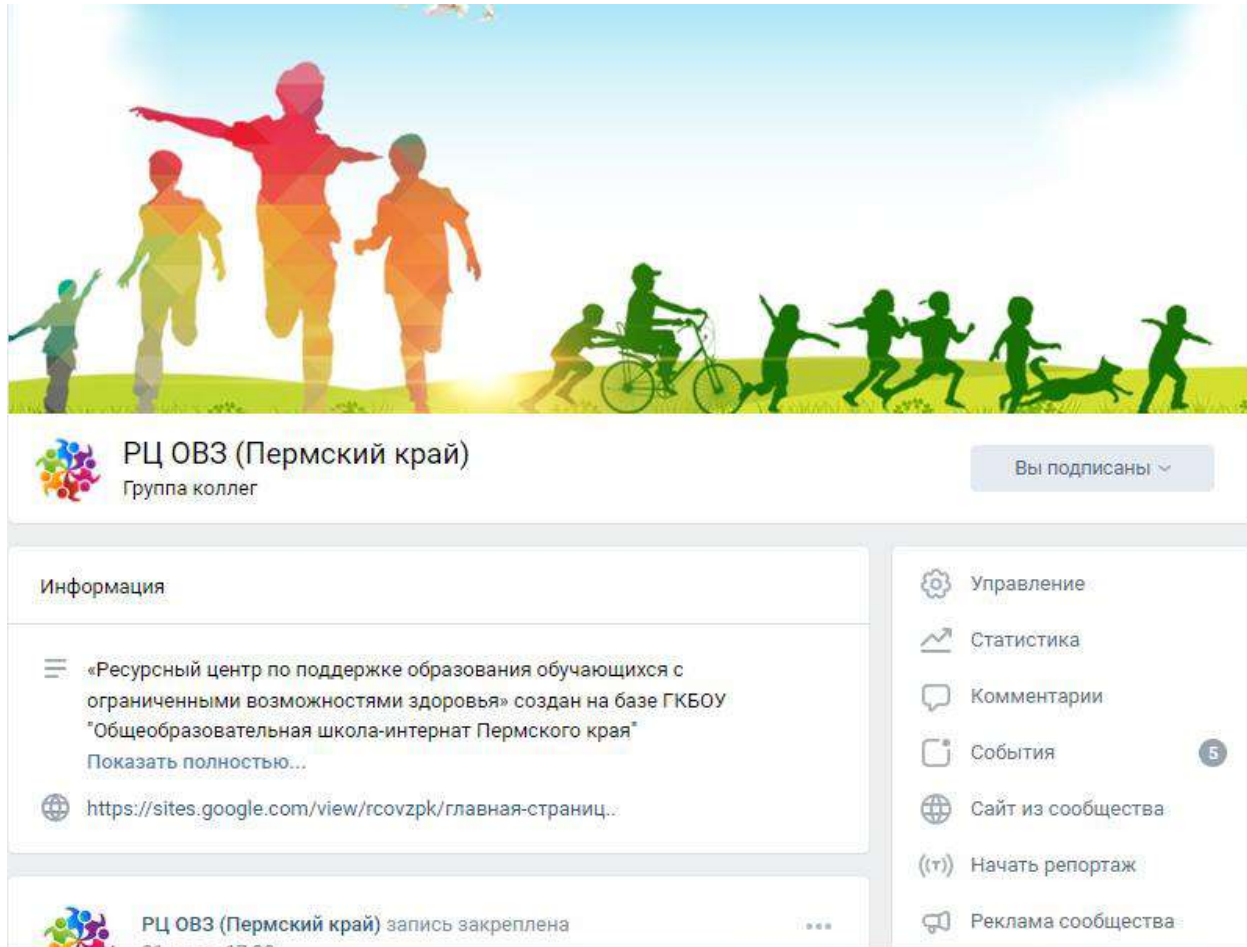 РЦ ОВЗ (Пермский край)
Группа коллег
Вы подписаны
Информация
«Ресурсный центр по поддержке образования обучающихся с
ограниченными возможностями здоровья» создан на базе ГКБОУ
"Общеобразовательная школа-интернат Пермского края"
Показать полностью...
https://sites.google.com/view/rcovzpk/главная-страниц..
РЦ ОВЗ (Пермский край) запись закреплена
Управление
Статистика
Комментарии
События 5
Сайт из сообщества
Начать репортаж
Реклама сообщества